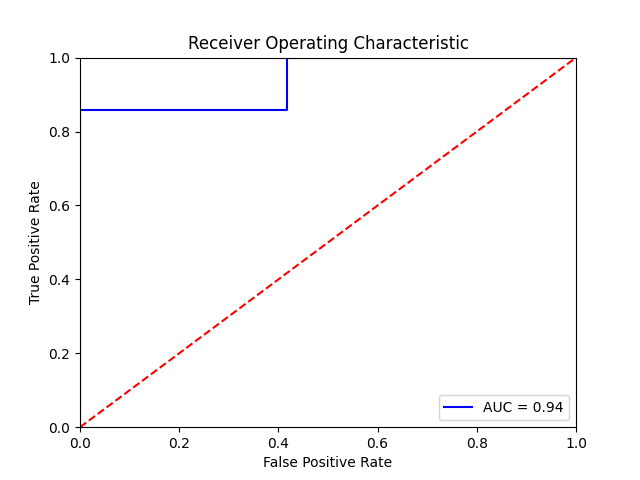 Receiver Operating Characteristic
1.0
0.8
0.6
0.4
0.2
0.0
True Positive Rate
AUC = 0.94
0.0 0.2 0.4 0.6 0.8 1.0
False Positive Rate